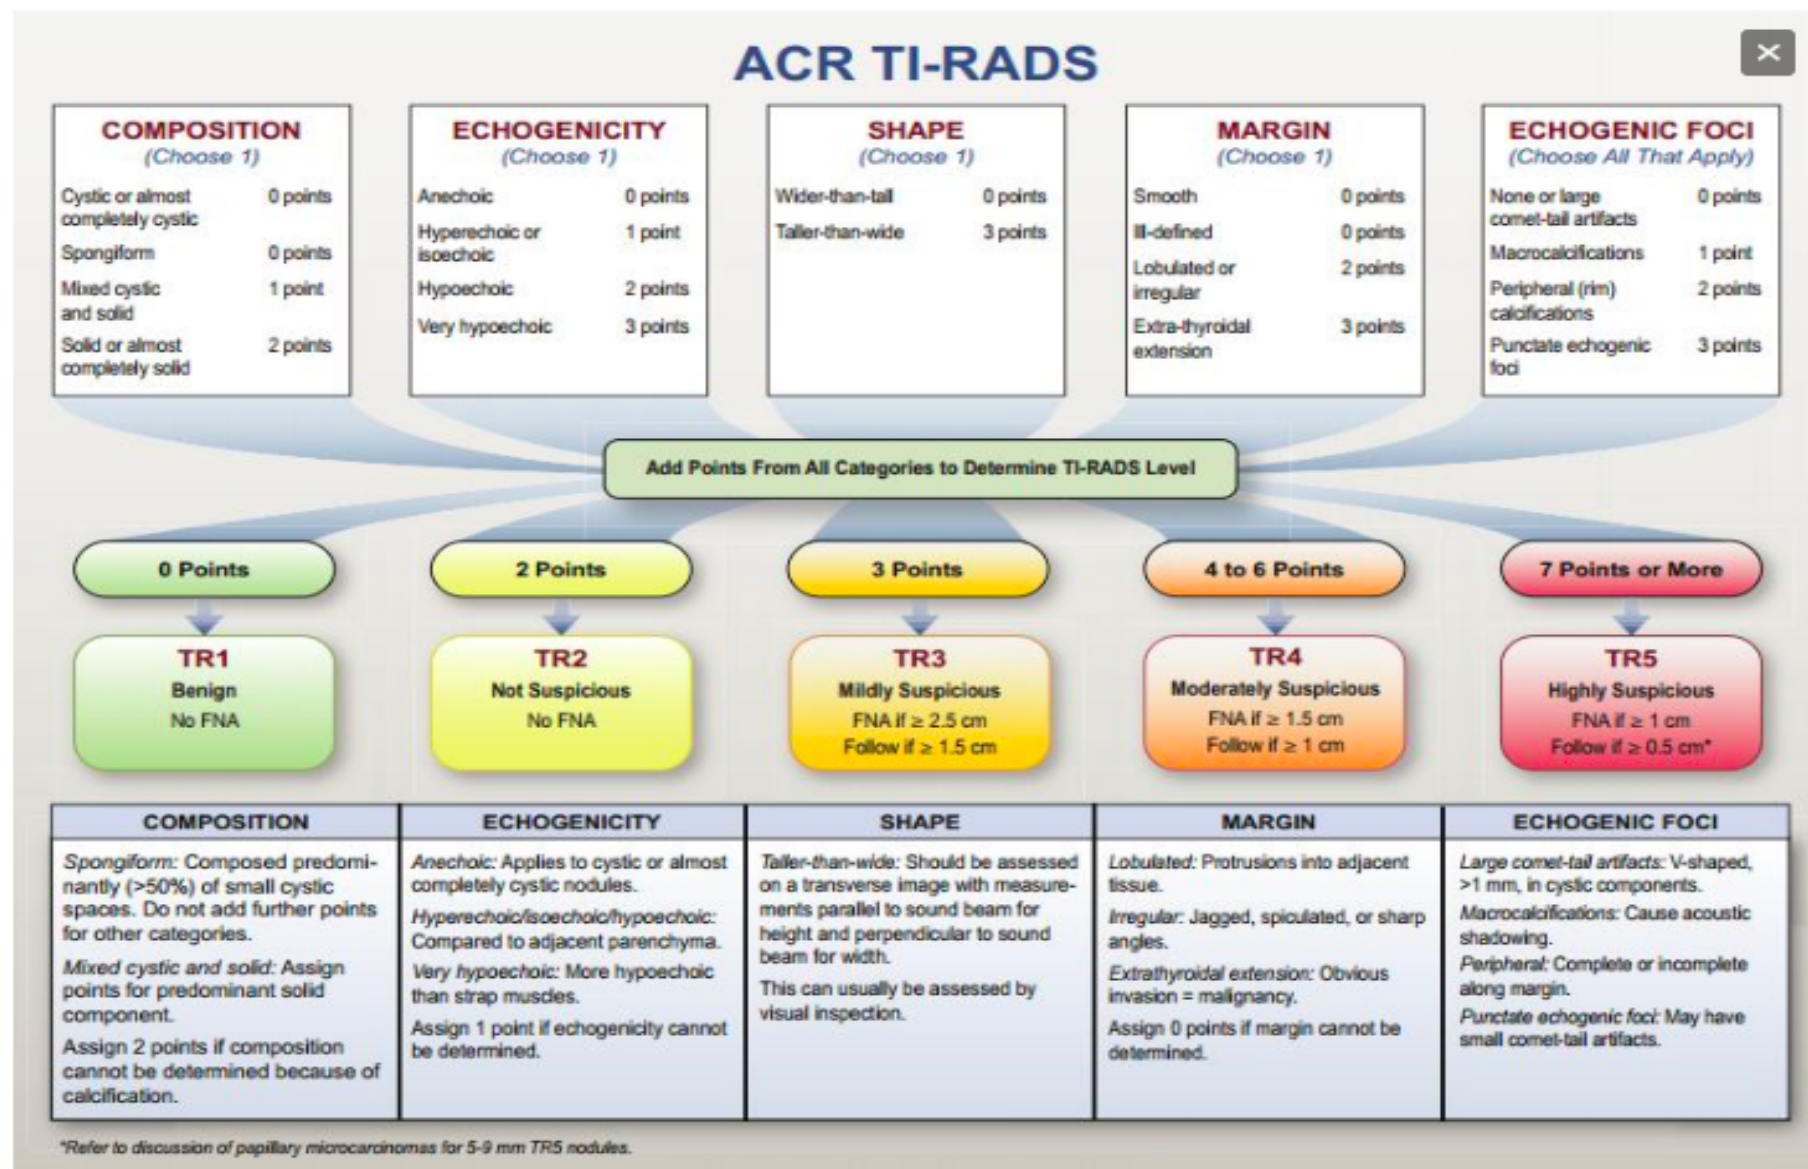 ACR TI-RADS
COMPOSITION
(Choose 1)
Cystic or almost completely cystic 0 points
Spongiform 0 points
Mixed cystic and solid 1 point
Solid or almost completely solid 2 points
ECHOGENICITY
(Choose 1)
Anechoic 0 points
Hyperechoic or isoechoic 1 point
Hypoechoic 2 points
Very hypoechoic 3 points
SHAPE
(Choose 1)
Wider-than-tall 0 points
Taller-than-wide 3 points
MARGIN
(Choose 1)
Smooth 0 points
Ill-defined 0 points
Lobulated or irregular 2 points
Extra-thyroidal extension 3 points
ECHOGENIC FOCI
(Choose All That Apply)
None or large comet-tail artifacts 0 points
Macrocalcifications 1 point
Peripheral (rim) calcifications 2 points
Punctate echogenic foci 3 points
Add Points From All Categories to Determine TI-RADS Level
0 Points
2 Points
3 Points
4 to 6 Points
7 Points or More
TR1
Benign
No FNA
TR2
Not Suspicious
No FNA
TR3
Mildly Suspicious
FNA if ≥ 2.5 cm
Follow if ≥ 1.5 cm
TR4
Moderately Suspicious
FNA if ≥ 1.5 cm
Follow if ≥ 1 cm
TR5
Highly Suspicious
FNA if ≥ 1 cm
Follow if ≥ 0.5 cm*
COMPOSITION
Spongiform: Composed predomi-
nantly (>50%) of small cystic
spaces. Do not add further points
for other categories.
Mixed cystic and solid: Assign
points for predominant solid
component.
Assign 2 points if composition
cannot be determined because of
calcification.
ECHOGENICITY
Anechoic: Applies to cystic or almost
completely cystic nodules.
Hyperechoic/isoechoic/hypoechoic:
Compared to adjacent parenchyma.
Very hypoechoic: More hypoechoic
than strap muscles.
Assign 1 point if echogenicity cannot
be determined.
SHAPE
Taller-than-wide: Should be assessed
on a transverse image with measure-
ments parallel to sound beam for
height and perpendicular to sound
beam for width.
This can usually be assessed by
visual inspection.
MARGIN
Lobulated: Protrusions into adjacent
tissue.
Irregular: Jagged, spiculated, or sharp
angles.
Extrathyroidal extension: Obvious
invasion = malignancy.
Assign 0 points if margin cannot be
determined.
ECHOGENIC FOCI
Large comet-tail artifacts: V-shaped,
>1 mm, in cystic components.
Macrocalcifications: Cause acoustic
shadowing.
Peripheral: Complete or incomplete
along margin.
Punctate echogenic foci: May have
small comet-tail artifacts.
*Refer to discussion of papillary microcarcinomas for 5-9 mm TR5 nodules.